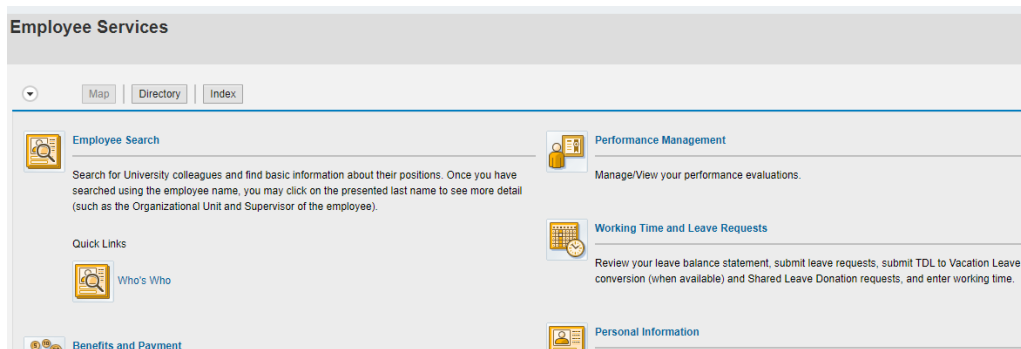 Employee Services
Map
Directory
Index
Employee Search
Search for University colleagues and find basic information about their positions. Once you have
searched using the employee name, you may click on the presented last name to see more detail
(such as the Organizational Unit and Supervisor of the employee).
Quick Links
Who's Who
Benefits and Payment
Performance Management
Manage/View your performance evaluations.
Working Time and Leave Requests
Review your leave balance statement, submit leave requests, submit TDL to Vacation Leave
conversion (when available) and Shared Leave Donation requests, and enter working time.
Personal Information